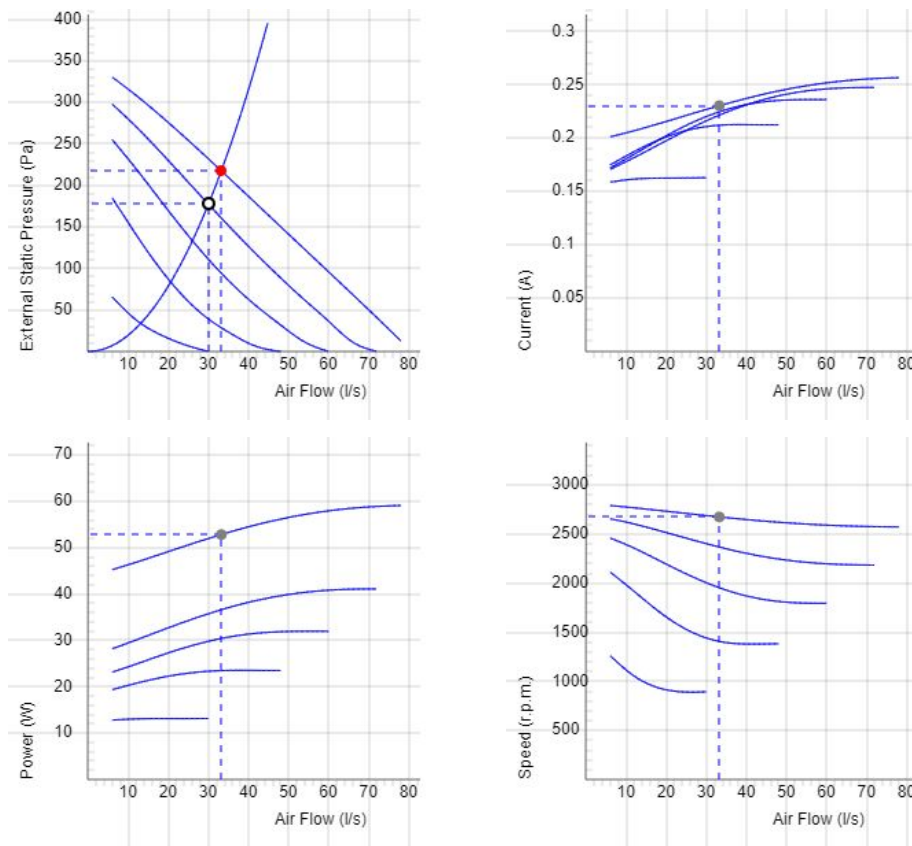 External Static Pressure (Pa)
400
350
300
250
200
150
100
50
10 20 30 40 50 60 70 80
Air Flow (l/s)
Current (A)
0.3
0.25
0.2
0.15
0.1
0.05
10 20 30 40 50 60 70 80
Air Flow (l/s)
Power (W)
70
60
50
40
30
20
10
10 20 30 40 50 60 70 80
Air Flow (l/s)
Speed (r.p.m.)
3000
2500
2000
1500
1000
500
10 20 30 40 50 60 70 80
Air Flow (l/s)